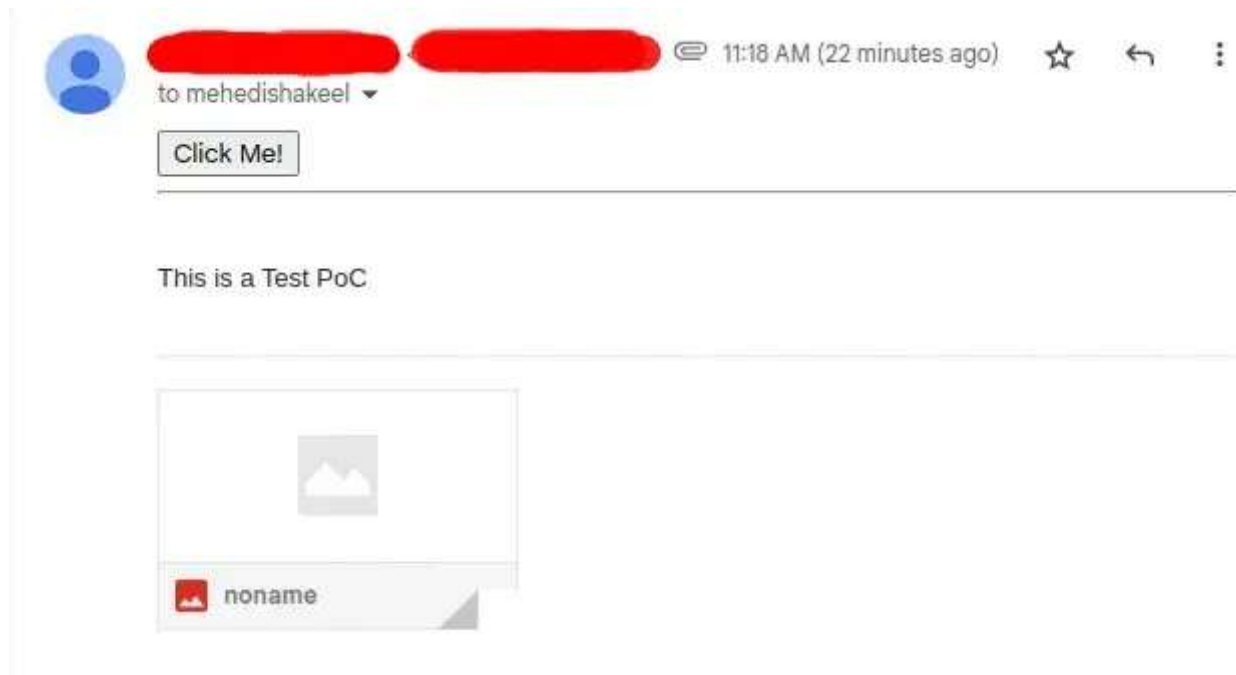 11:18 AM (22 minutes ago)
to mehedishakeel
Click Me!
This is a Test PoC
noname